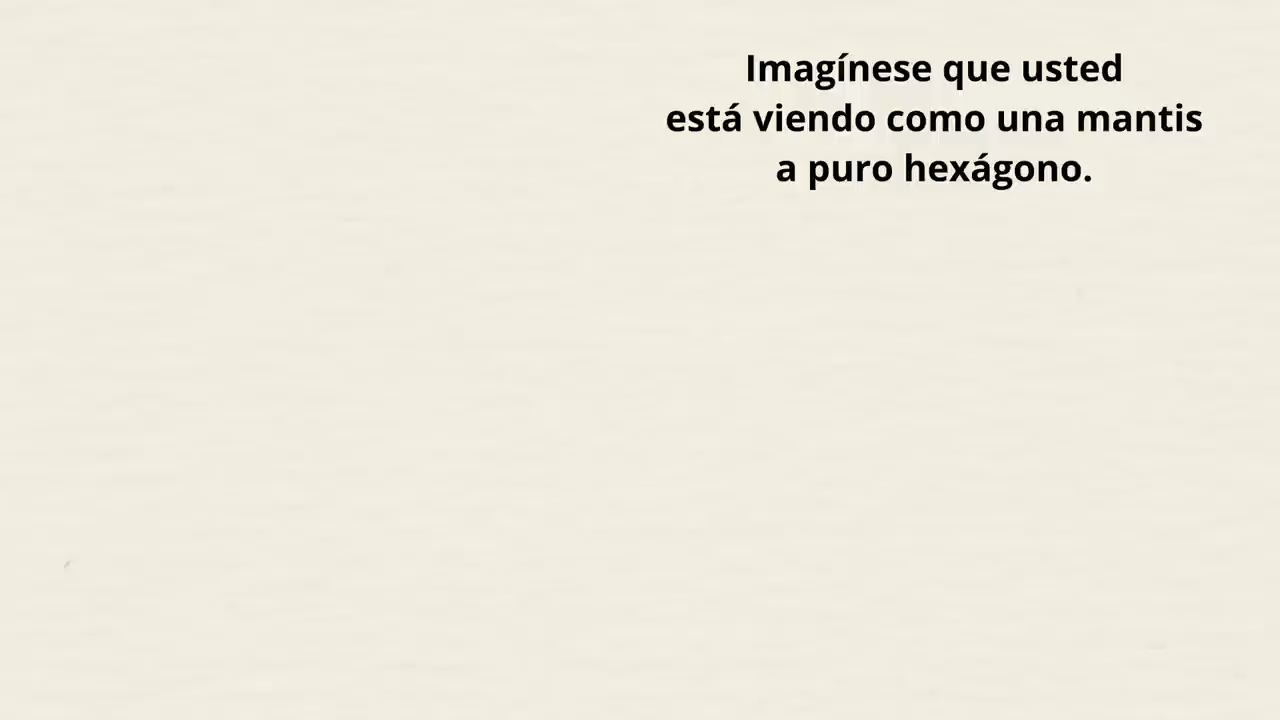 Imagínese que usted
está viendo como una mantis
a puro hexágono.